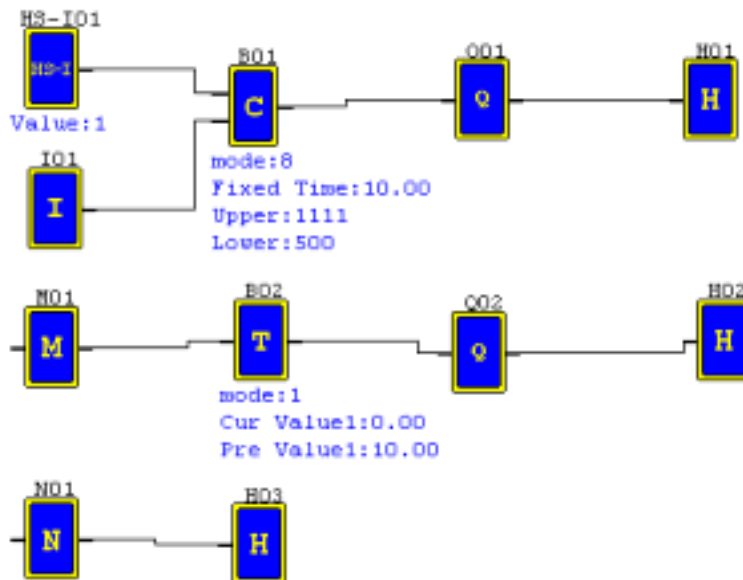 HS-I01
HS-I
Value:1
B01
C
mode:8
Fixed Time:10.00
Upper:1111
Lower:500
Q01
Q
H01
H
I01
I
M01
M
B02
T
mode:1
Cur Value1:0.00
Pre Value1:10.00
Q02
Q
H02
H
N01
N
H03
H